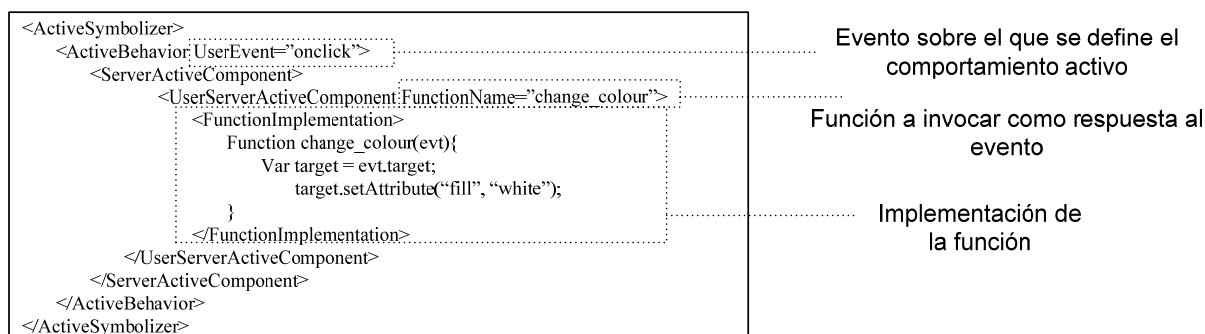 <ActiveSymbolizer>
<ActiveBehavior UserEvent=”onclick”>
<ServerActiveComponent>
<UserServerActiveComponent FunctionName=”change_colour”>
<FunctionImplementation>
Function change_colour(evt){
Var target = evt.target;
target.setAttribute(“fill”, “white”);
}
</FunctionImplementation>
</UserServerActiveComponent>
</ServerActiveComponent>
</ActiveBehavior>
</ActiveSymbolizer>
Evento sobre el que se define el
comportamiento activo
Función a invocar como respuesta al
evento
Implementación de
la función